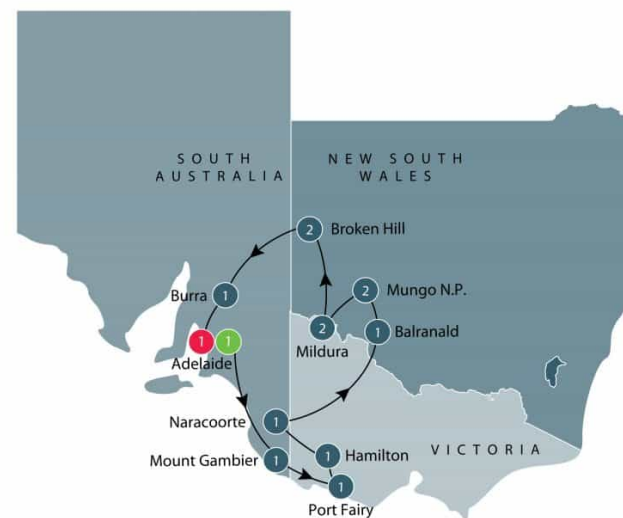 SOUTH
AUSTRALIA
NEW SOUTH
WALES
2
Broken Hill
Burra
1
2
Mungo N.P.
1
1
Adelaide
2
Mildura
1
Balranald
Naracoorte
1
Mount Gambier
1
1
Hamilton
VICTORIA
1
Port Fairy